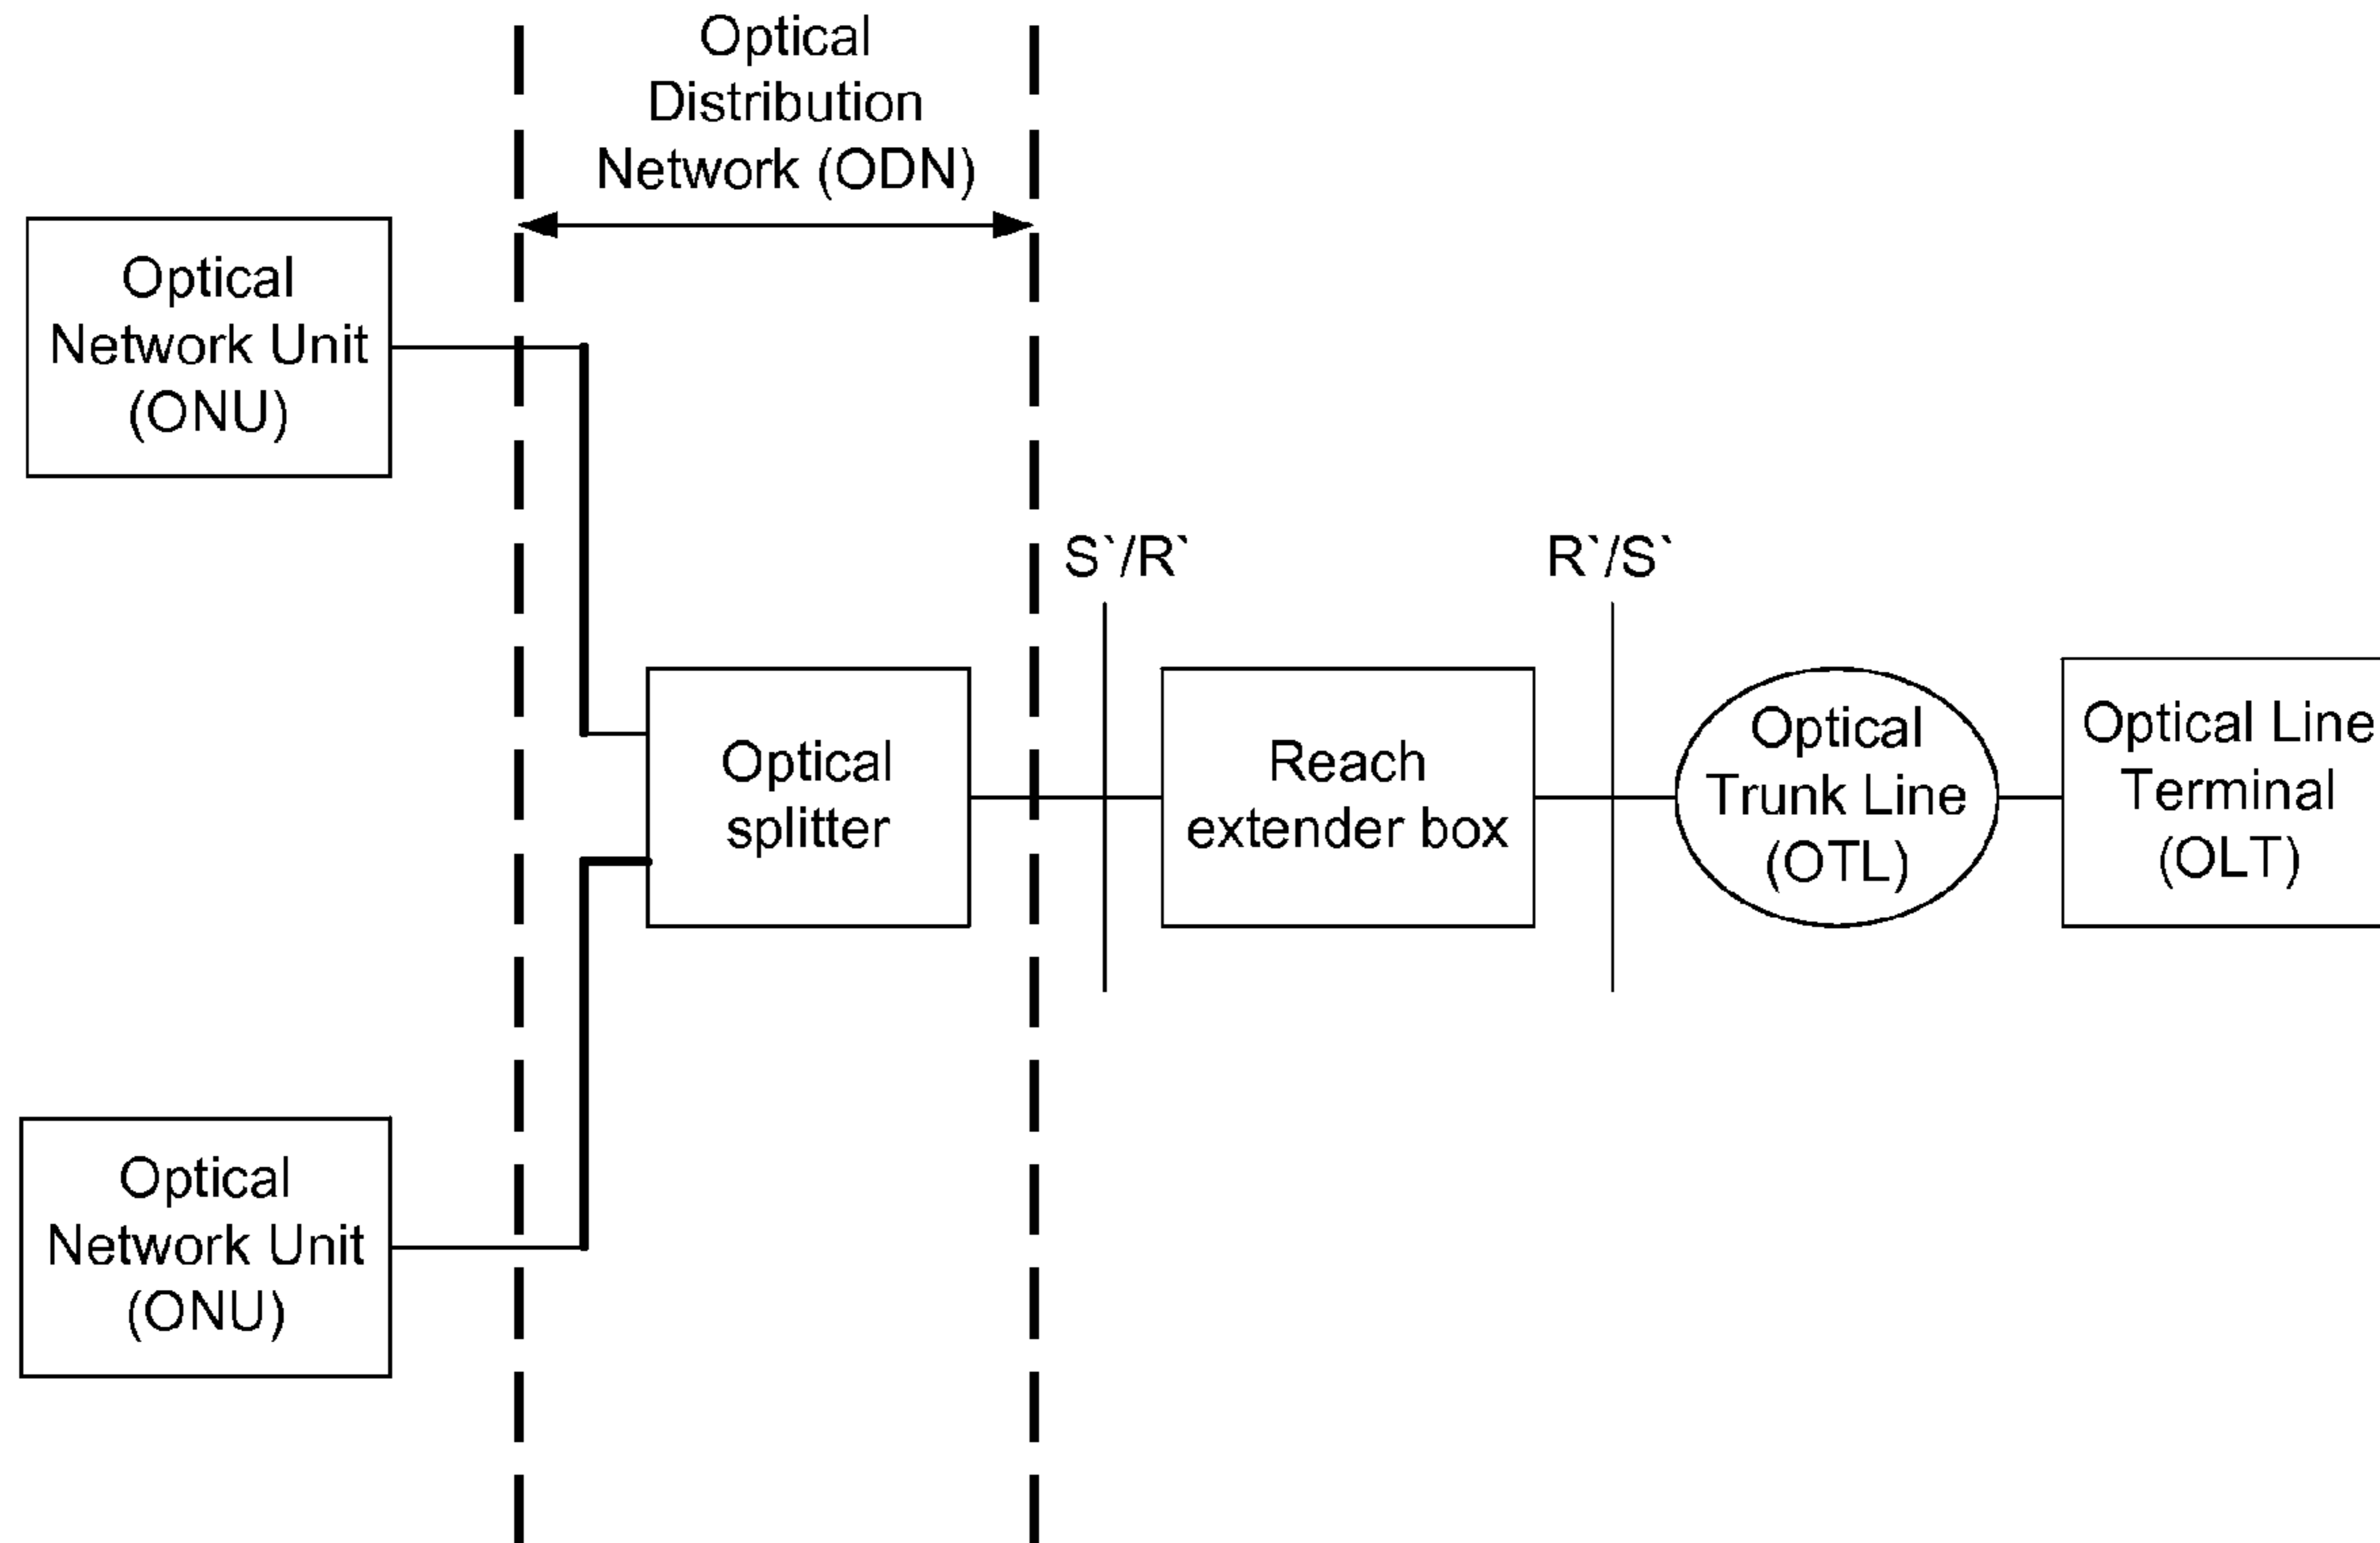 Optical
Distribution
Network (ODN)
Optical
Network Unit
(ONU)
S`/R`
R`/S`
Optical
splitter
Reach
extender box
Optical
Trunk Line
(OTL)
Optical Line
Terminal
(OLT)
Optical
Network Unit
(ONU)